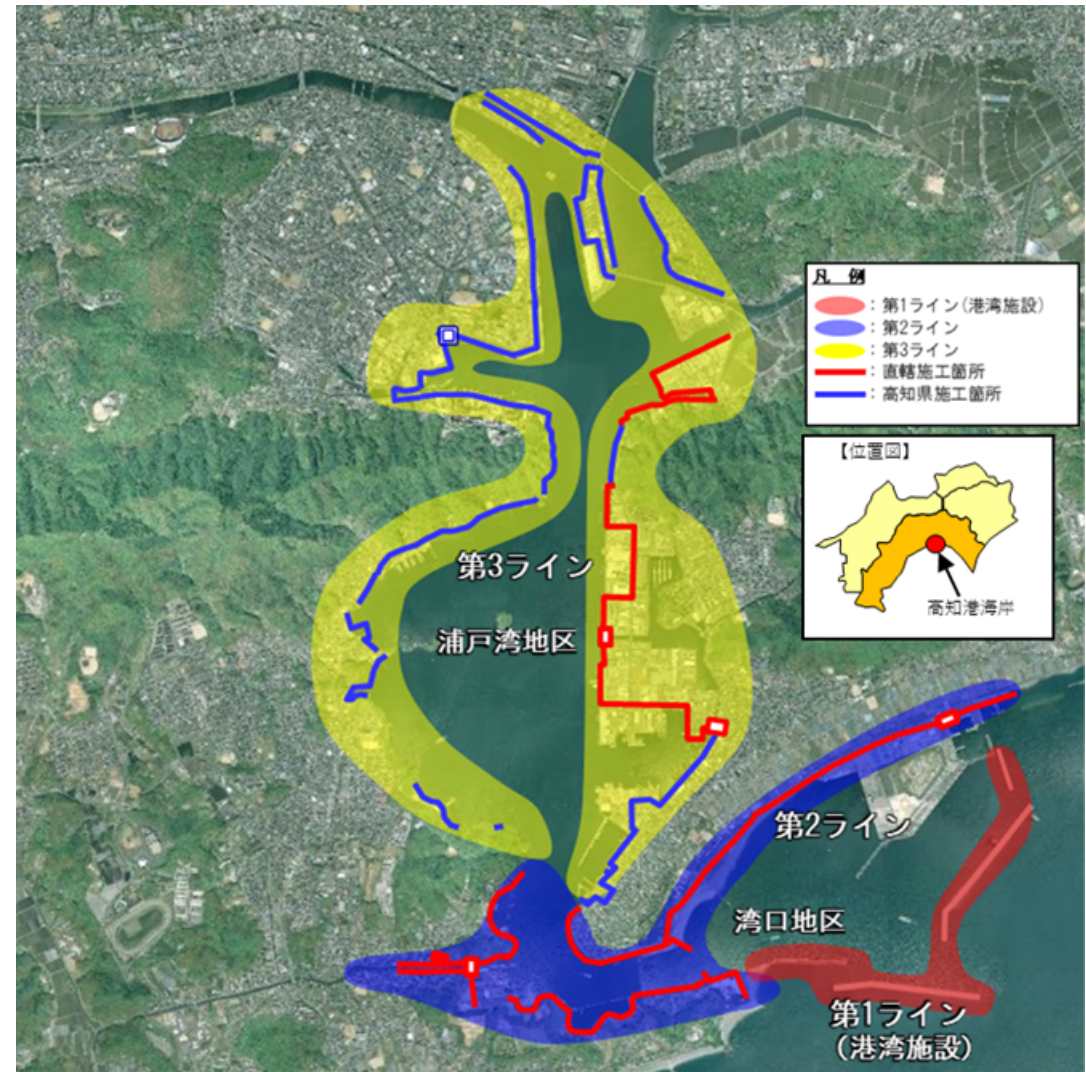 凡 例
: 第1ライン(港湾施設)
: 第2ライン
: 第3ライン
: 直轄施工箇所
: 高知県施工箇所
【位置図】
高知港海岸
第3ライン
浦戸湾地区
第2ライン
湾口地区
第1ライン
(港湾施設)